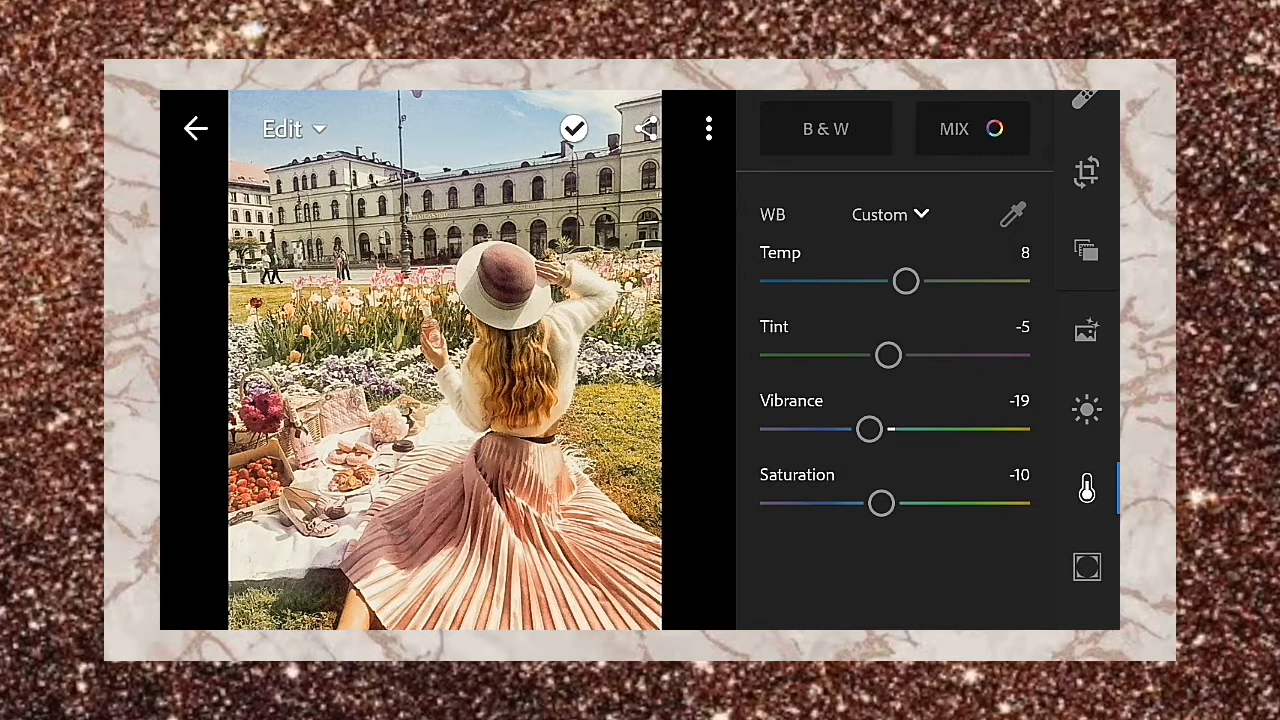 Edit
B & W
MIX
WB
Custom
Temp
8
Tint
-5
Vibrance
-19
Saturation
-10